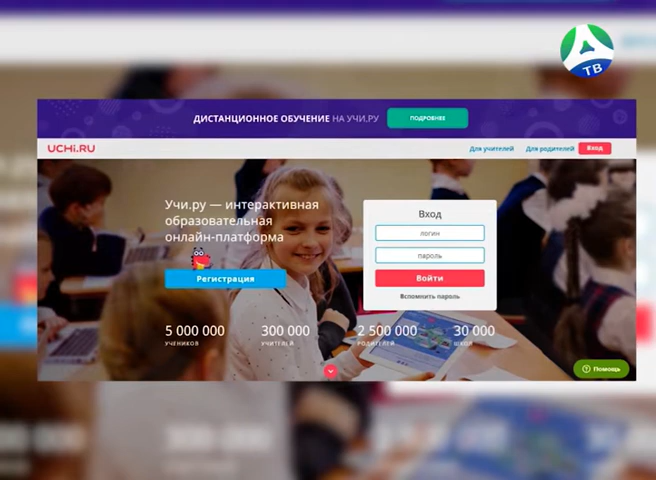 ТВ
ДИСТАНЦИОННОЕ ОБУЧЕНИЕ НА УЧИ.РУ
ПОДРОБНЕЕ
UCHi.RU
Для учителей
Для родителей
Вход
Учи.ру — интерактивная
образовательная
онлайн-платформа
Регистрация
Вход
логин
пароль
Войти
Вспомнить пароль
5 000 000
УЧЕНИКОВ
300 000
УЧИТЕЛЕЙ
2 500 000
РОДИТЕЛЕЙ
30 000
ШКОЛ
Помощь